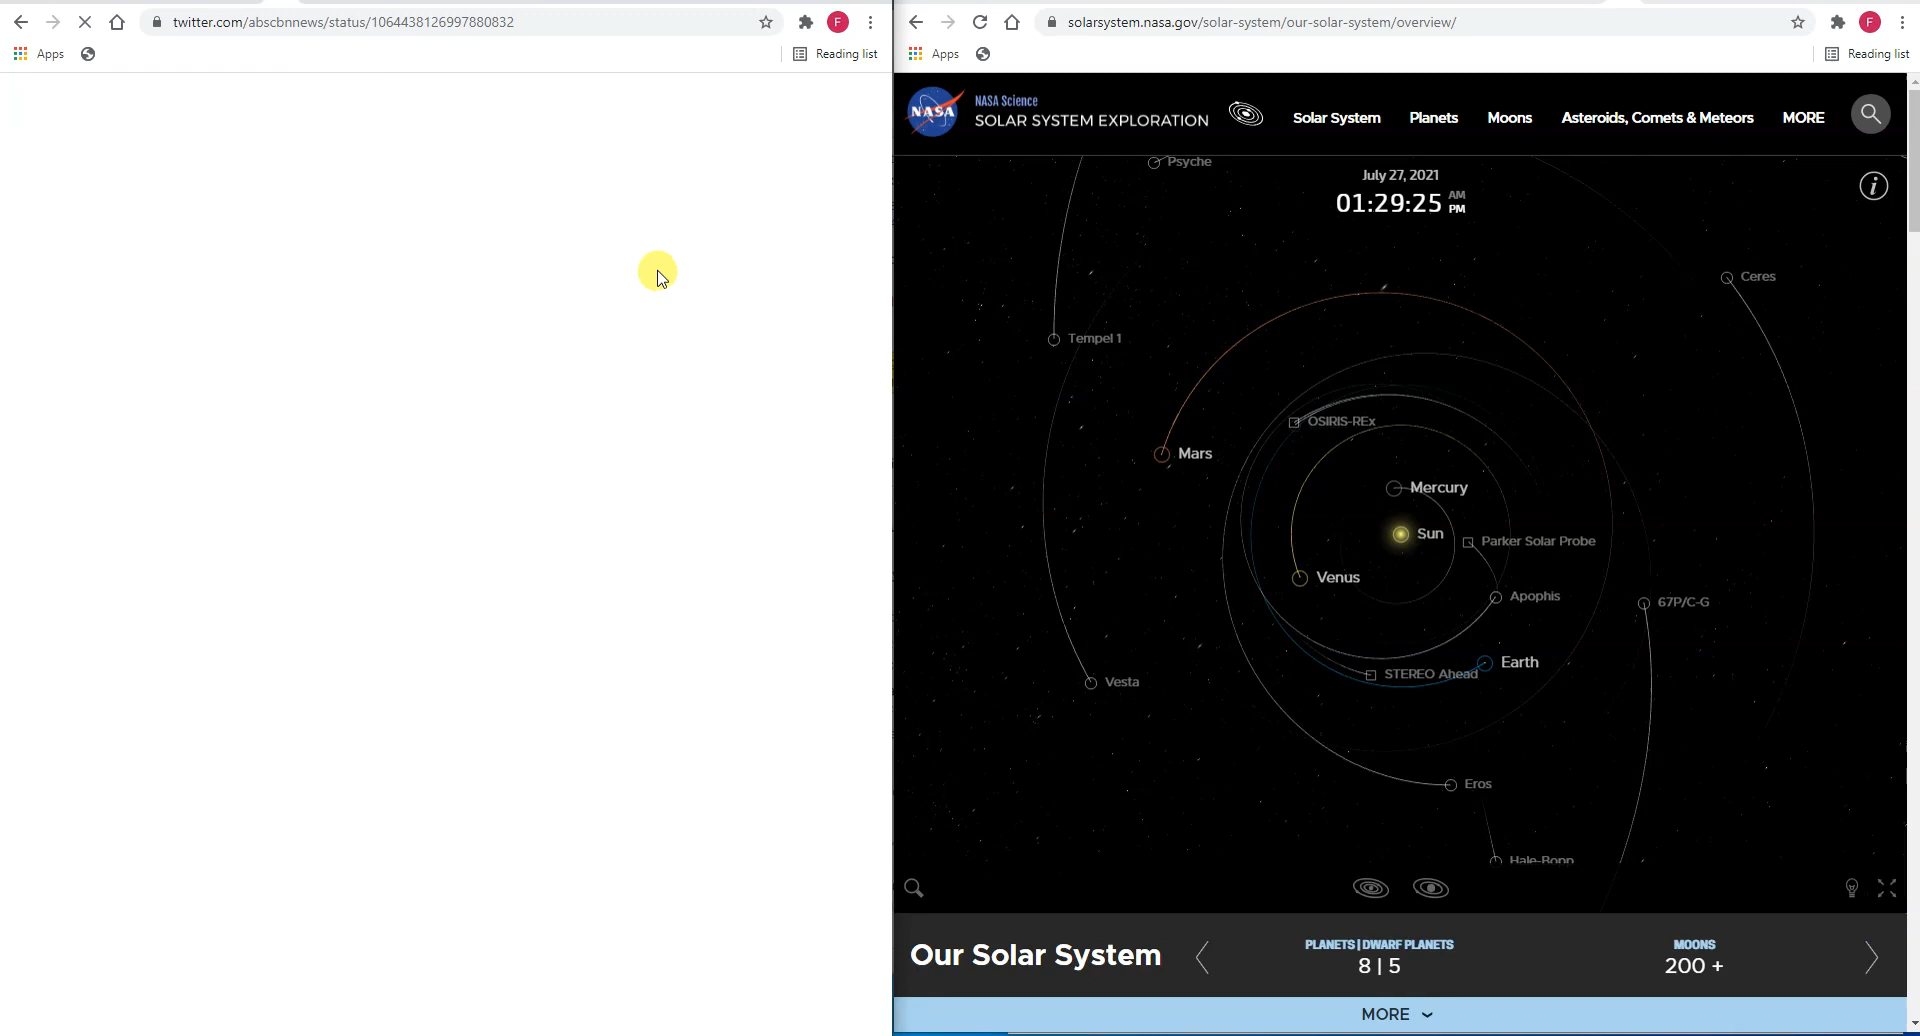 twitter.com/abscbnnews/status/1064438126997880832
F
Apps
Reading list
solarsystem.nasa.gov/solar-system/our-solar-system/overview/
F
Apps
Reading list
NASA
NASA Science
SOLAR SYSTEM EXPLORATION
Solar System
Planets
Moons
Asteroids, Comets & Meteors
MORE
Psyche
July 27, 2021
01:29:25 AM PM
i
Ceres
Tempel 1
OSIRIS-REx
Mars
Mercury
Sun
Parker Solar Probe
Venus
Apophis
67P/C-G
Earth
STEREO Ahead
Vesta
Eros
Hale-Bopp
Our Solar System
PLANETS | DWARF PLANETS
8 | 5
MOONS
200 +
MORE